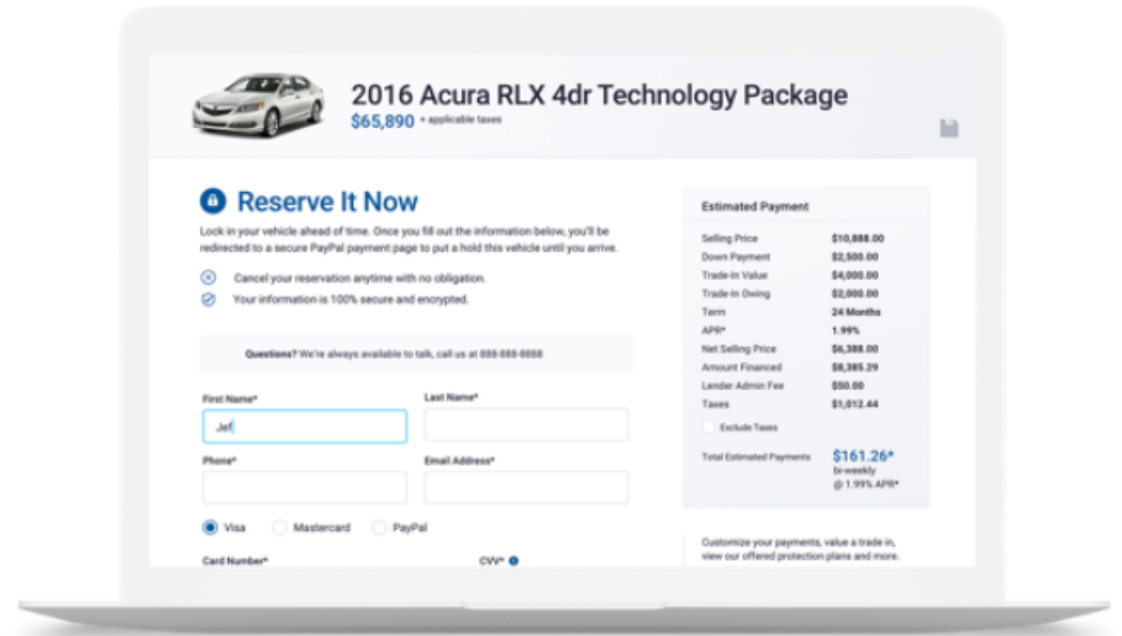 2016 Acura RLX 4dr Technology Package
$65,890 + applicable taxes
Reserve It Now
Lock in your vehicle ahead of time. Once you fill out the information below, you'll be
redirected to a secure PayPal payment page to put a hold this vehicle until you arrive.
Cancel your reservation anytime with no obligation.
Your information is 100% secure and encrypted.
Questions? We're always available to talk, call us at 888-888-8888
First Name*
Last Name*
Jef
Phone*
Email Address*
Visa Mastercard PayPal
Card Number*
CVV*
Estimated Payment
Selling Price $10,888.00
Down Payment $2,500.00
Trade-In Value $4,000.00
Trade-In Owing $2,000.00
Term 24 Months
APR* 1.99%
Net Selling Price $6,388.00
Amount Financed $8,385.29
Lender Admin Fee $50.00
Taxes $1,012.44
Exclude Taxes
Total Estimated Payments $161.26*
bi-weekly
@ 1.99% APR*
Customize your payments, value a trade in,
view our offered protection plans and more.